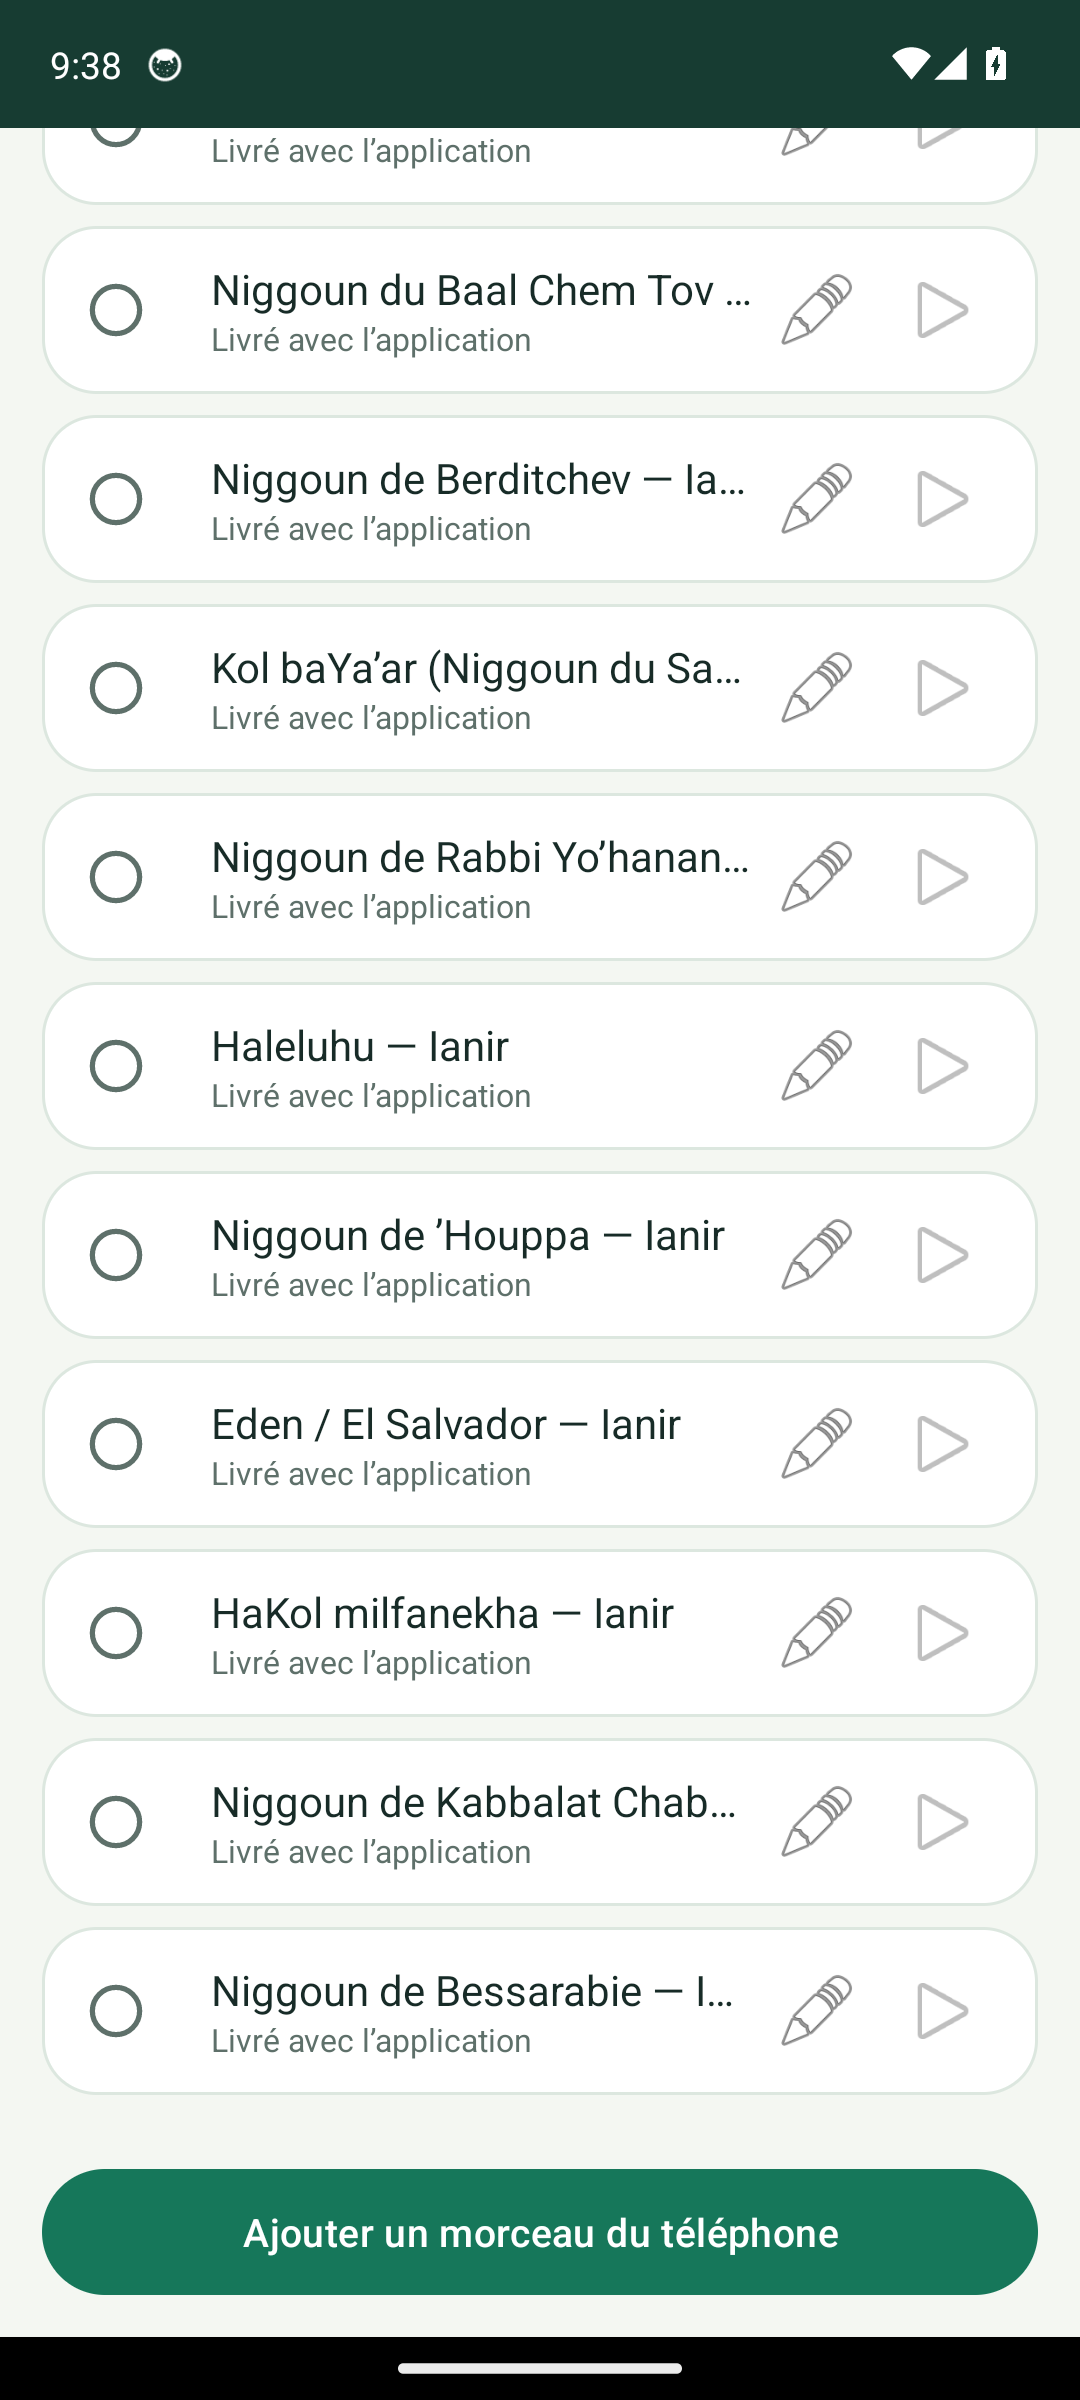 9:38
Livré avec l’application
Niggoun du Baal Chem Tov ...
Livré avec l’application
Niggoun de Berditchev — Ia...
Livré avec l’application
Kol baYa’ar (Niggoun du Sa...
Livré avec l’application
Niggoun de Rabbi Yo’hanan...
Livré avec l’application
Haleluhu — Ianir
Livré avec l’application
Niggoun de ’Houppa — Ianir
Livré avec l’application
Eden / El Salvador — Ianir
Livré avec l’application
HaKol milfanekha — Ianir
Livré avec l’application
Niggoun de Kabbalat Chab...
Livré avec l’application
Niggoun de Bessarabie — I...
Livré avec l’application
Ajouter un morceau du téléphone